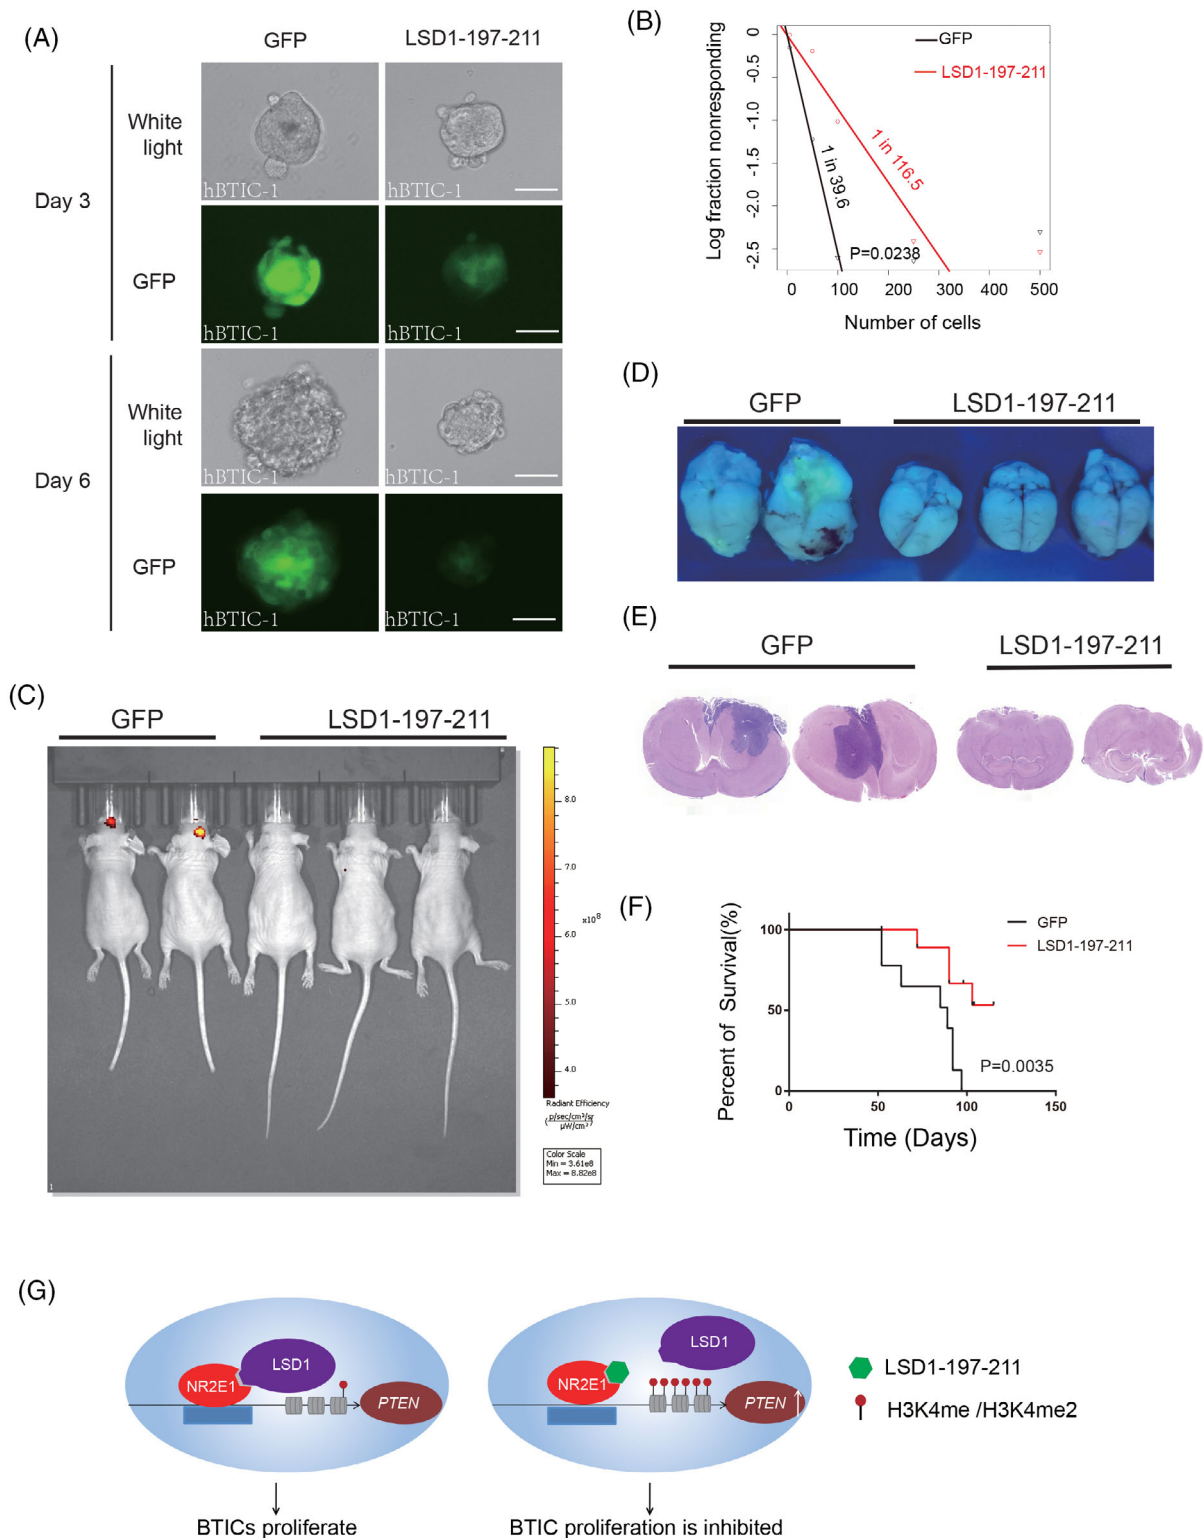 (A)
GFP
LSD1-197-211
Day 3
White
light
hBTIC-1
hBTIC-1
GFP
hBTIC-1
hBTIC-1
Day 6
White
light
hBTIC-1
hBTIC-1
GFP
hBTIC-1
hBTIC-1
(B)
Log fraction nonresponding
0
-0.5
-1.0
-1.5
-2.0
-2.5
GFP
LSD1-197-211
1 in 39.6
1 in 116.5
P=0.0238
0 100 200 300 400 500
Number of cells
(C)
GFP
LSD1-197-211
8.0
7.0
x10⁸
6.0
5.0
4.0
Radiant Efficiency
(p/sec/cm²/sr
µW/cm²)
Color Scale
Min = 3.61e8
Max = 8.82e8
1
(D)
GFP
LSD1-197-211
(E)
GFP
LSD1-197-211
(F)
Percent of Survival(%)
100
50
0
GFP
LSD1-197-211
P=0.0035
0 50 100 150
Time (Days)
(G)
NR2E1
LSD1
PTEN
BTICs proliferate
NR2E1
LSD1
PTEN
BTIC proliferation is inhibited
LSD1-197-211
H3K4me /H3K4me2